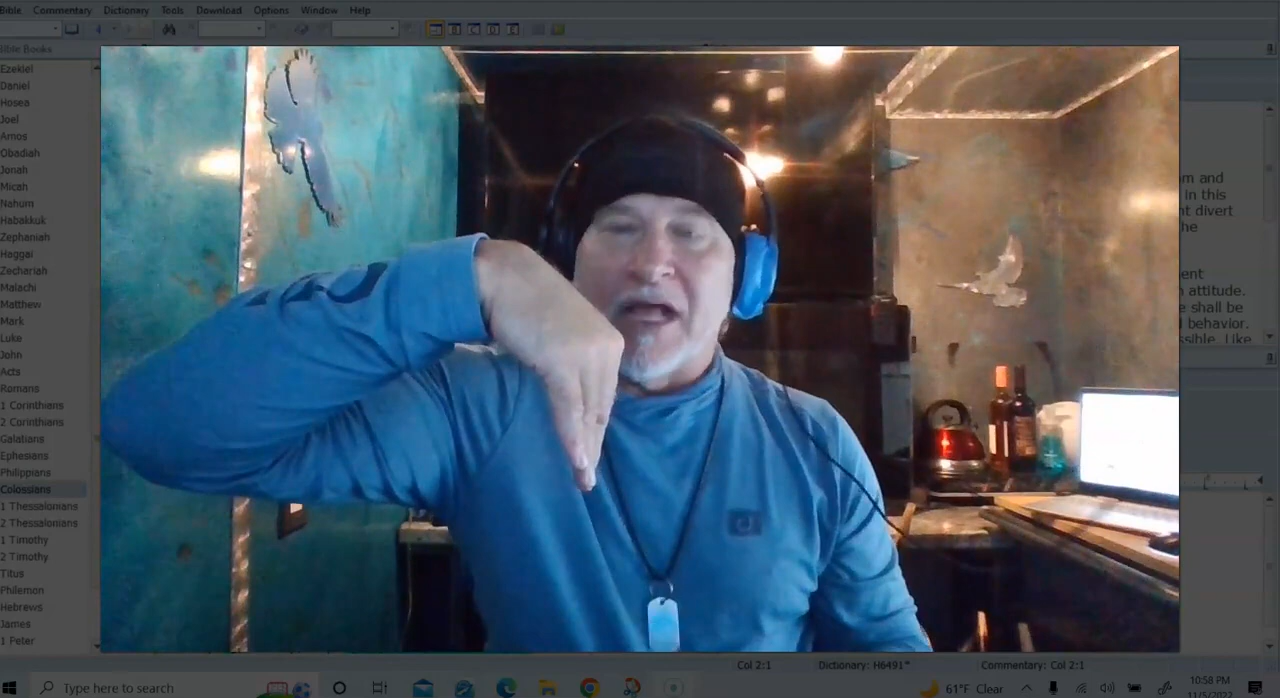 Bible Commentary Dictionary Tools Download Options Window Help
Bible Books
Ezekiel
Daniel
Hosea
Joel
Amos
Obadiah
Jonah
Micah
Nahum
Habakkuk
Zephaniah
Haggai
Zechariah
Malachi
Matthew
Mark
Luke
John
Acts
Romans
1 Corinthians
2 Corinthians
Galatians
Ephesians
Philippians
Colossians
1 Thessalonians
2 Thessalonians
1 Timothy
2 Timothy
Titus
Philemon
Hebrews
James
1 Peter
and
in this
divert
attitude.
shall be
behavior.
Like
Col 2:1 Dictionary: H6491* Commentary: Col 2:1
Type here to search
61°F Clear
10:58 PM
11/5/2022